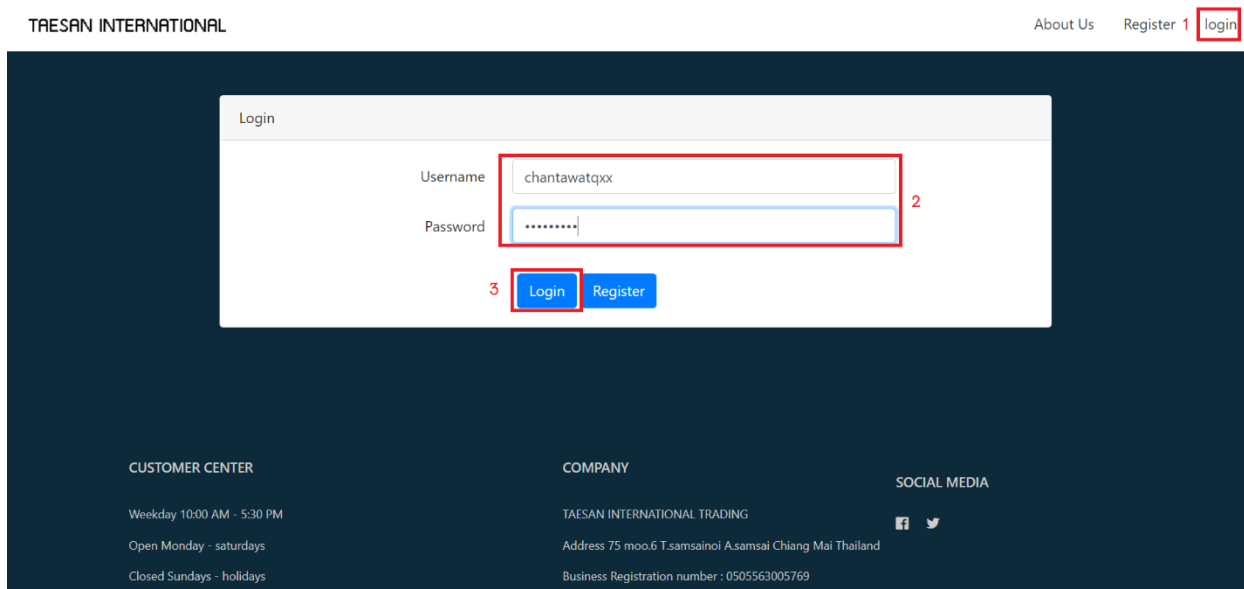 TAESAN INTERNATIONAL
About Us Register 1 login
Login
Username chantawatqxx
2
Password •••••••••
3 Login Register
CUSTOMER CENTER
Weekday 10:00 AM - 5:30 PM
Open Monday - saturdays
Closed Sundays - holidays
COMPANY
TAESAN INTERNATIONAL TRADING
Address 75 moo.6 T.samsainoi A.samsai Chiang Mai Thailand
Business Registration number : 0505563005769
SOCIAL MEDIA